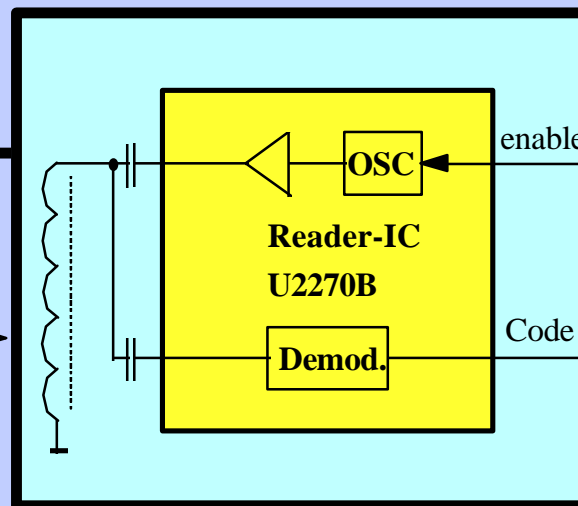 enable
OSC
Reader-IC
U2270B
Code
Demod.